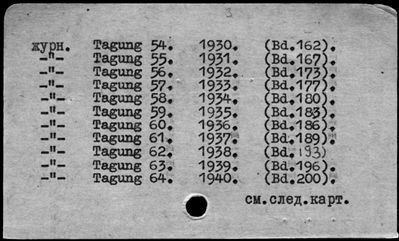 журн. Tagung 54. 1930. (Bd.162).
-"- Tagung 55. 1931. (Bd.167).
-"- Tagung 56. 1932. (Bd.173).
-"- Tagung 57. 1933. (Bd.177).
-"- Tagung 58. 1934. (Bd.180).
-"- Tagung 59. 1935. (Bd.183).
-"- Tagung 60. 1936. (Bd.186).
-"- Tagung 61. 1937. (Bd.189).
-"- Tagung 62. 1938. (Bd.193).
-"- Tagung 63. 1939. (Bd.196).
-"- Tagung 64. 1940. (Bd.200).
см.след.карт.